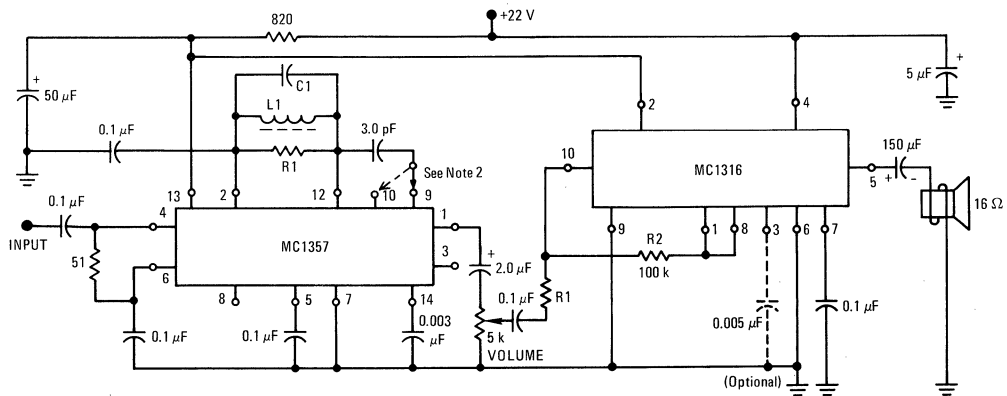 +22 V
820
+
50 μF
C1
L1
R1
0.1 μF
3.0 pF
See Note 2
13
2
12
10
9
0.1 μF
INPUT
4
6
51
MC1357
1
3
+
2.0 μF
8
5
7
14
0.1 μF
0.1 μF
0.003
μF
5 k
VOLUME
0.1 μF
R1
R2
100 k
2
4
+
5 μF
10
MC1316
5
150
μF
+ -
16 Ω
9
1
8
3
6
7
0.005 μF
0.1 μF
(Optional)